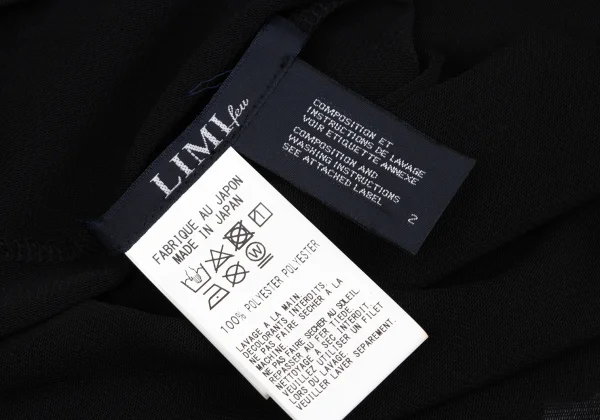 LIMI feu
COMPOSITION ET
INSTRUCTIONS DE LAVAGE
VOIR ETIQUETTE ANNEXE
COMPOSITION AND
WASHING INSTRUCTIONS
SEE ATTACHED LABEL
2
FABRIQUE AU JAPON
MADE IN JAPAN
100% POLYESTER POLYESTER
LAVAGE A LA MAIN.
DECOLORANTS INTERDITS.
NE PAS FAIRE SECHER A LA
MACHINE.
NE PAS FAIRE SECHER AU SOLEIL.
REPASSER AU FER TIEDE.
NETTOYAGE A SEC INTERDIT.
VEUILLEZ UTILISER UN FILET
LORS DU LAVAGE.
VEUILLER LAVER SEPAREMENT.